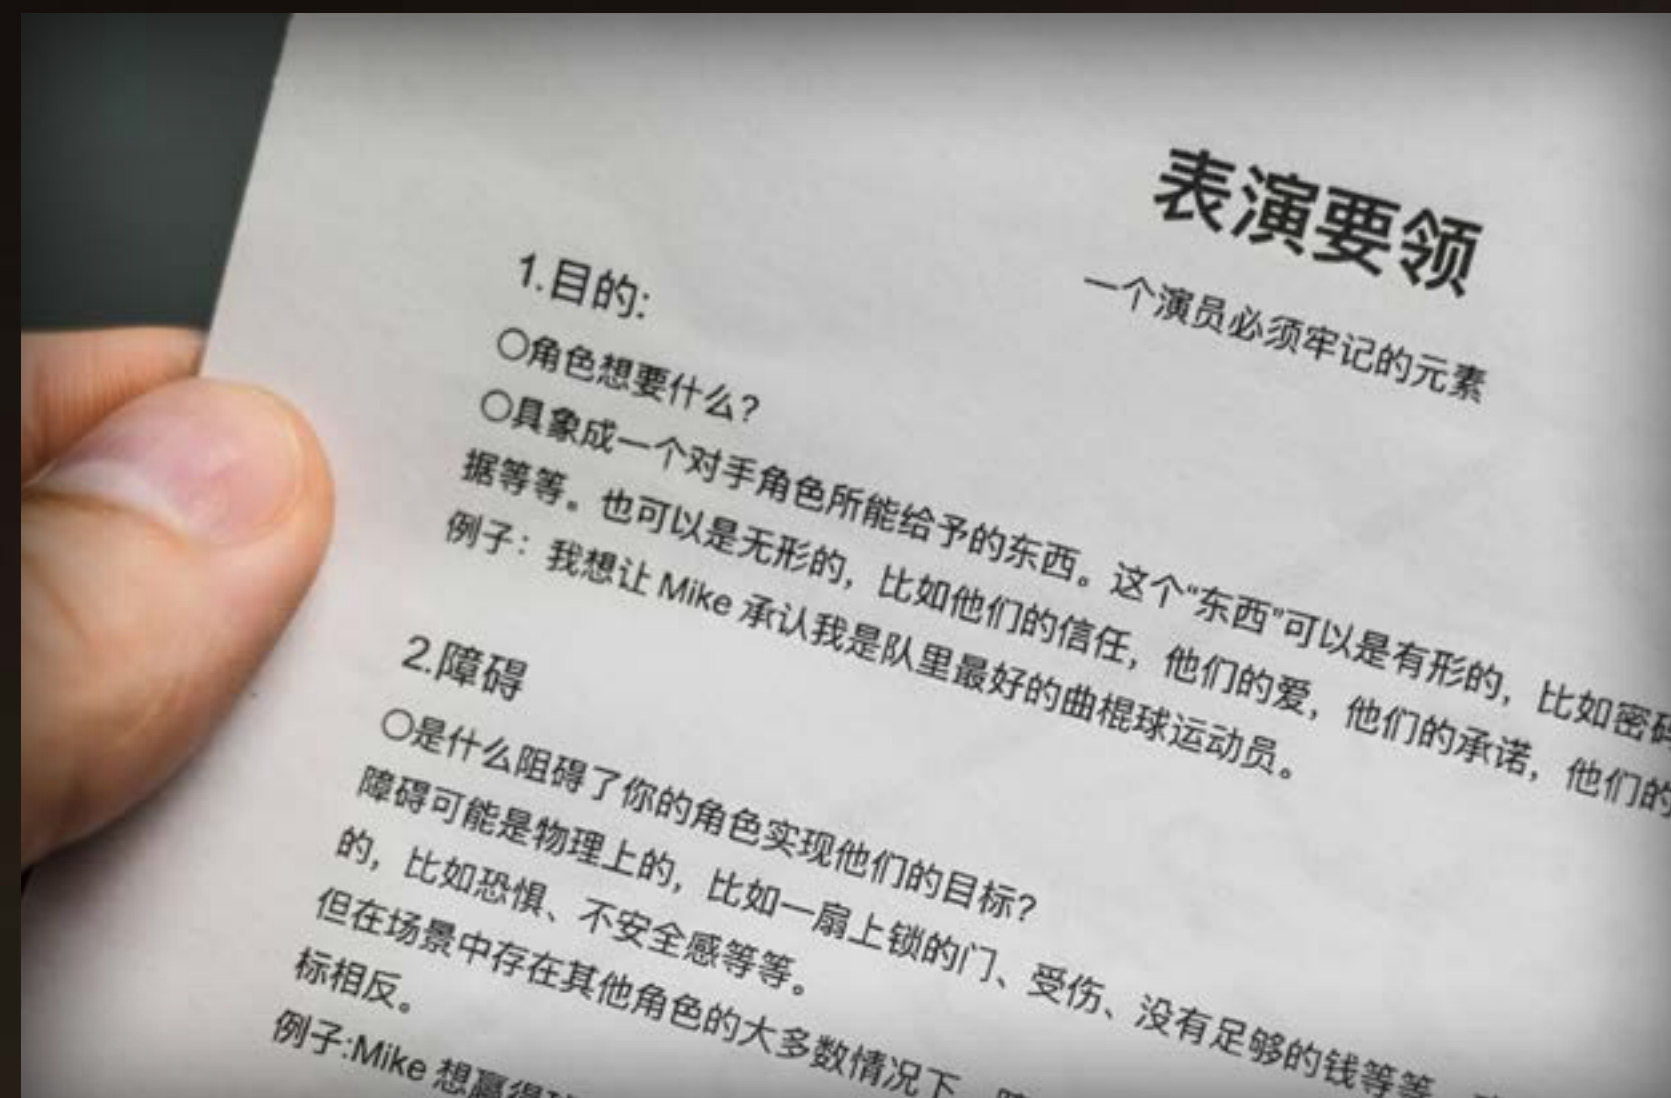 表演要领
一个演员必须牢记的元素
1.目的:
○角色想要什么?
○具象成一个对手角色所能给予的东西。这个“东西”可以是有形的，比如密码
据等等。也可以是无形的，比如他们的信任，他们的爱，他们的承诺，他们的
例子：我想让 Mike 承认我是队里最好的曲棍球运动员。
2.障碍
○是什么阻碍了你的角色实现他们的目标?
障碍可能是物理上的，比如一扇上锁的门、受伤、没有足够的钱等等，
的，比如恐惧、不安全感等等。
但在场景中存在其他角色的大多数情况下，
标相反。
例子:Mike 想赢得